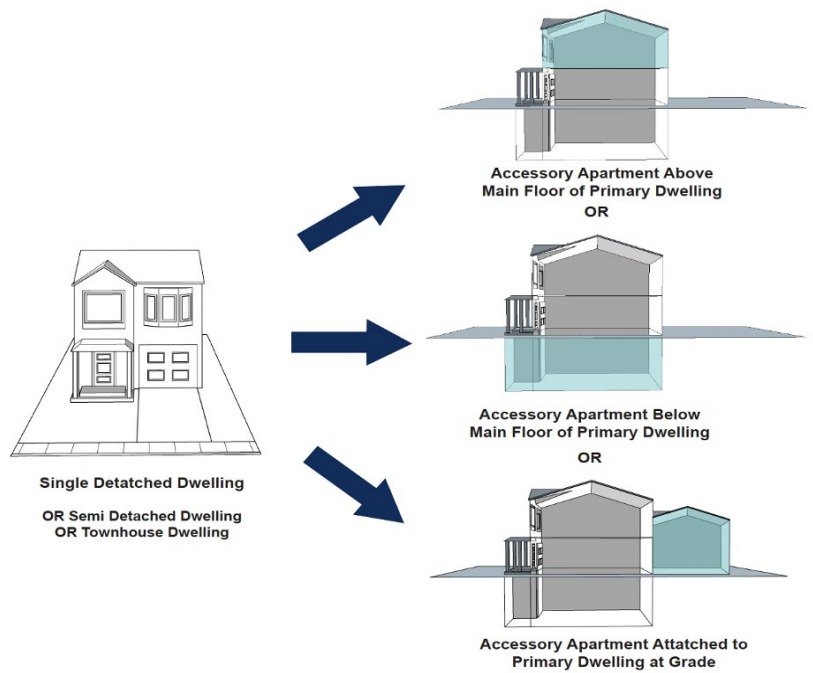 Accessory Apartment Above
Main Floor of Primary Dwelling
OR
Accessory Apartment Below
Main Floor of Primary Dwelling
OR
Single Detatched Dwelling
OR Semi Detached Dwelling
OR Townhouse Dwelling
Accessory Apartment Attatched to
Primary Dwelling at Grade